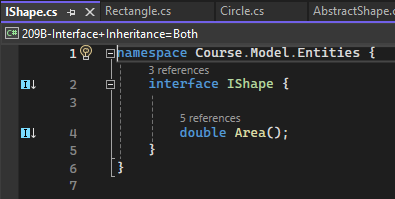 IShape.cs Rectangle.cs Circle.cs AbstractShape.c
C# 209B-Interface+Inheritance=Both
1 namespace Course.Model.Entities {
3 references
2 interface IShape {
3
5 references
4 double Area();
5 }
6 }
7